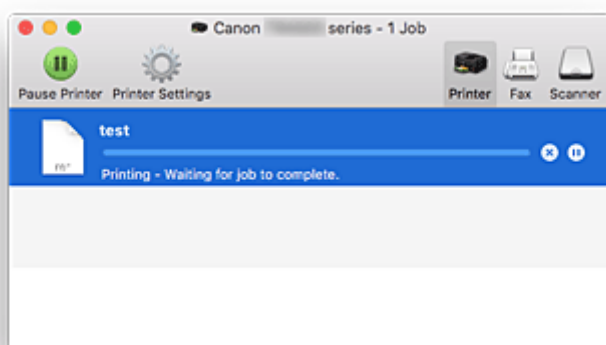 Canon series - 1 Job
Pause Printer Printer Settings Printer Fax Scanner
test
Printing - Waiting for job to complete.